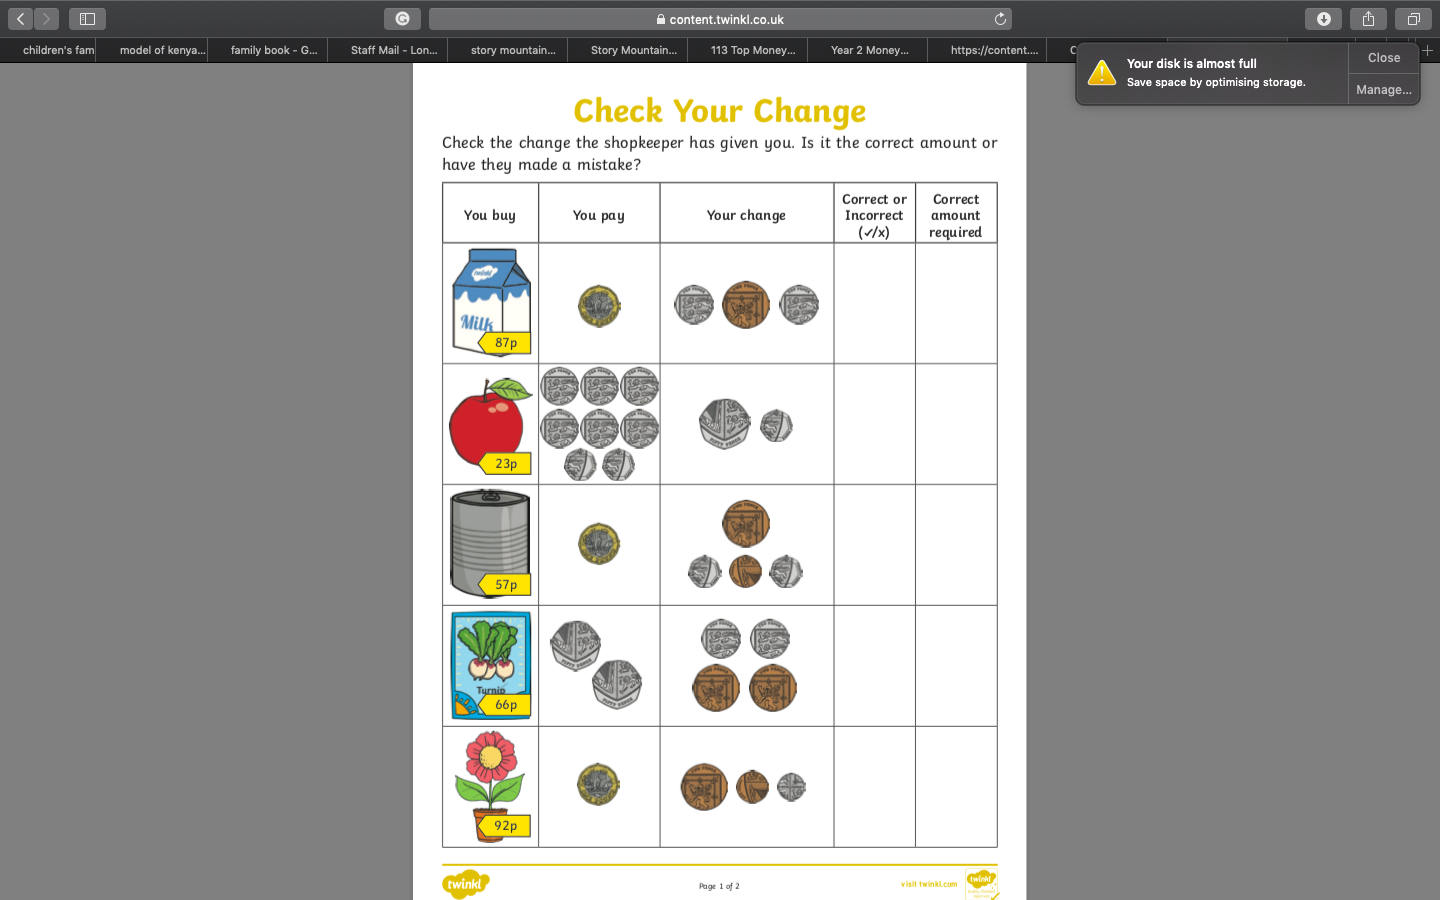 content.twinkl.co.uk
children's fam
model of kenya...
family book - G...
Staff Mail - Lon...
story mountain...
Story Mountain...
113 Top Money...
Year 2 Money...
https://content....
C
Your disk is almost full
Save space by optimising storage.
Close
Manage...
Check Your Change
Check the change the shopkeeper has given you. Is it the correct amount or
have they made a mistake?
You buy
You pay
Your change
Correct or
Incorrect
(✓/x)
Correct
amount
required
twinkl
Milk
87p
23p
57p
Turnip
66p
92p
twinkl
Page 1 of 2
visit twinkl.com
twinkl